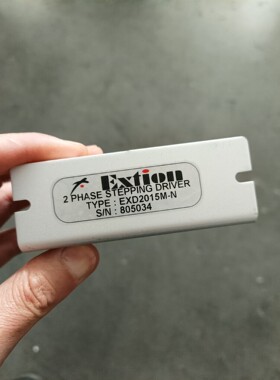 Extion
2 PHASE STEPPING DRIVER
TYPE : EXD2015M-N
S/N : 805034